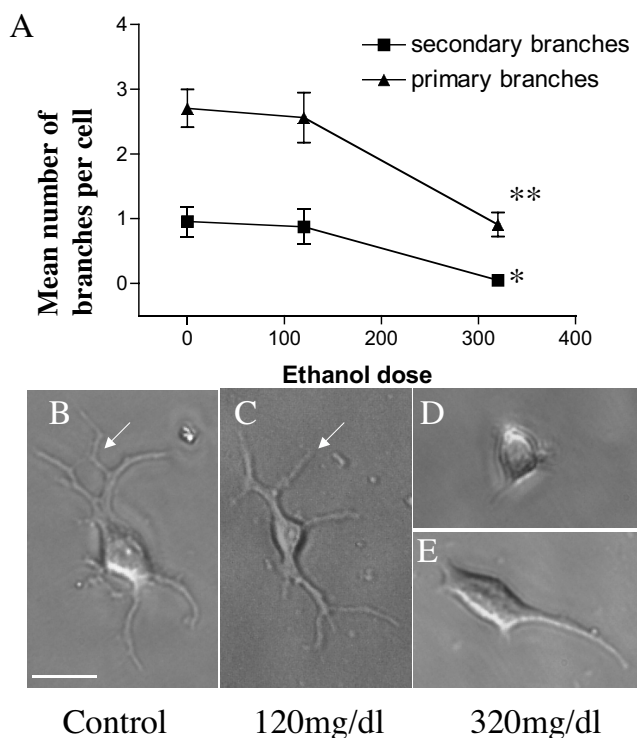 A
4
3
2
1
0
Mean number of
branches per cell
secondary branches
primary branches
**
*
0 100 200 300 400
Ethanol dose
B
C
D
E
Control 120mg/dl 320mg/dl